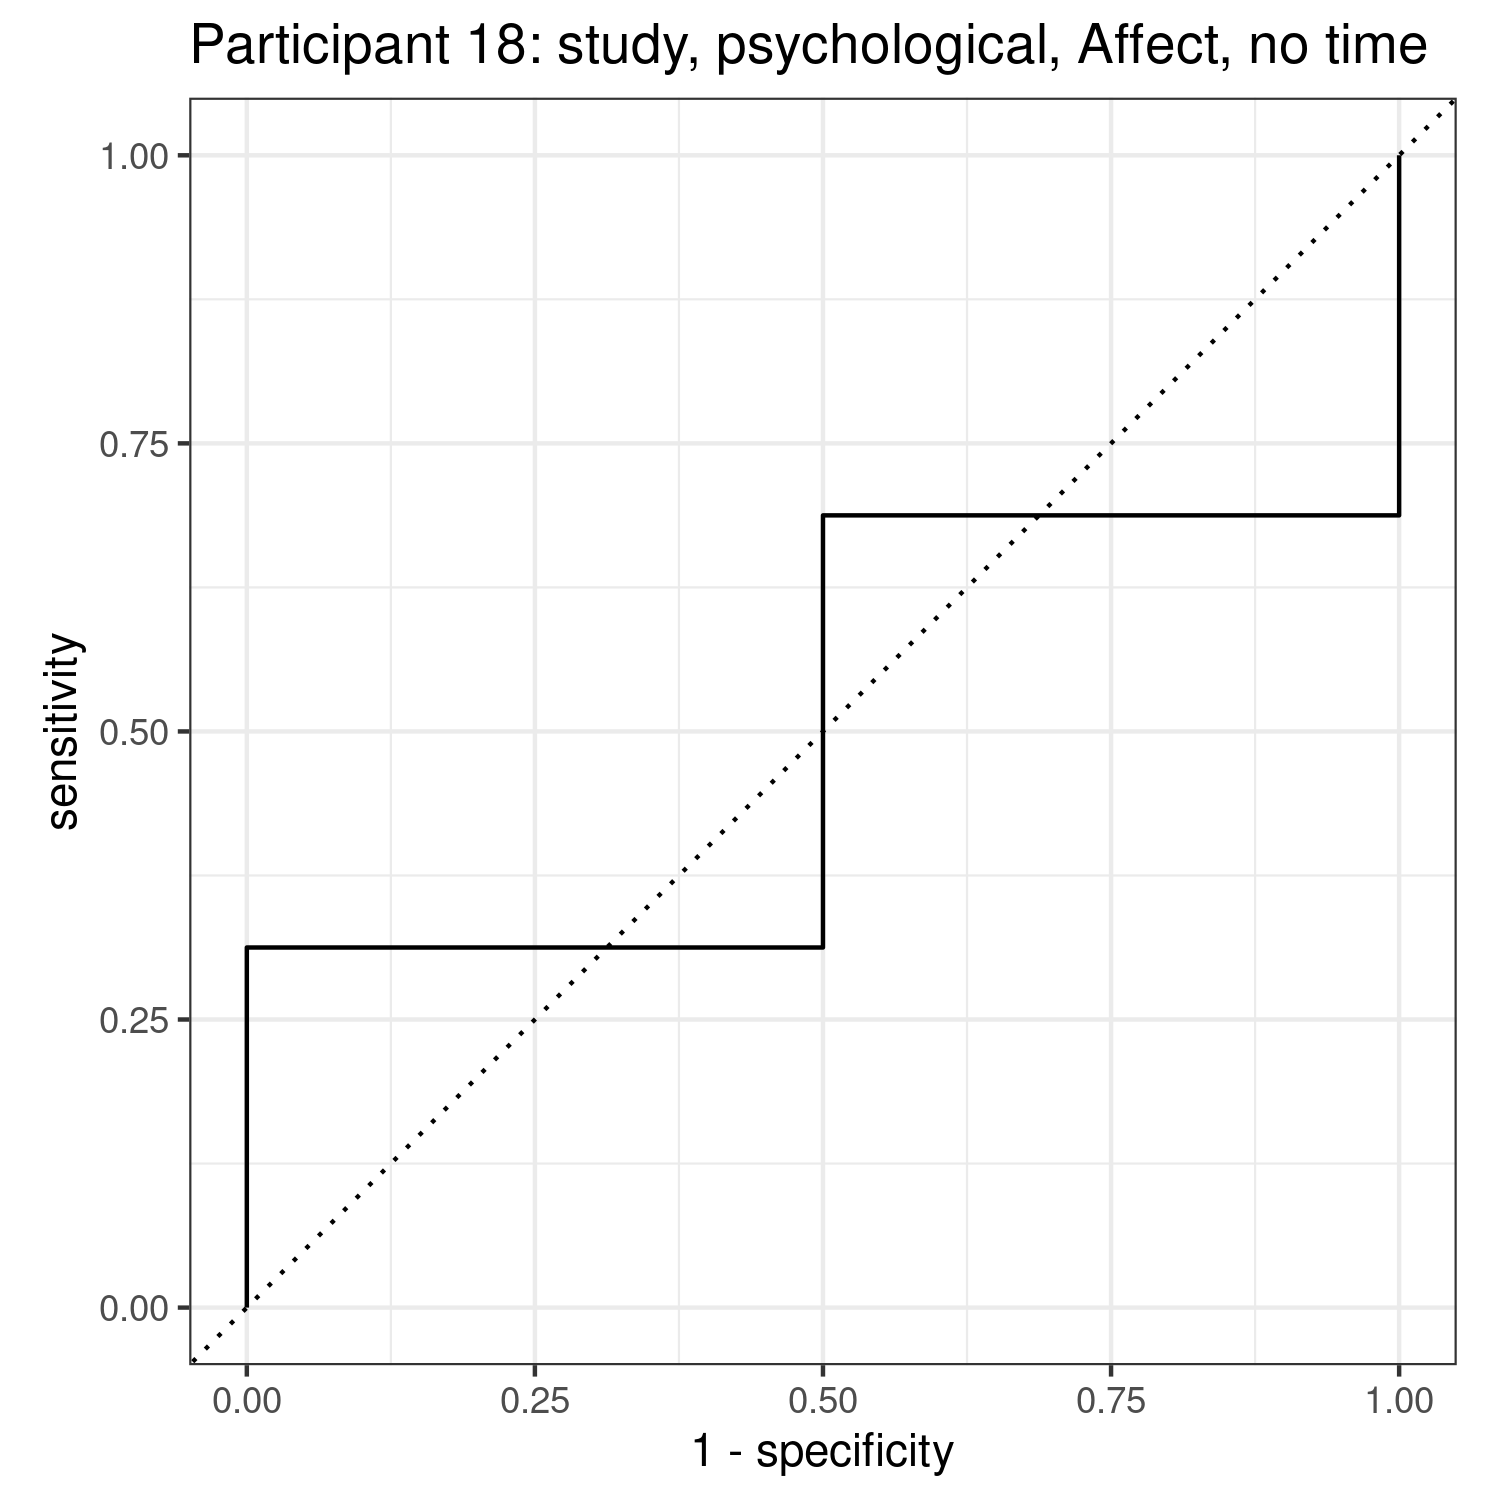 Participant 18: study, psychological, Affect, no time
1.00
0.75
0.50
0.25
0.00
sensitivity
0.00 0.25 0.50 0.75 1.00
1 - specificity